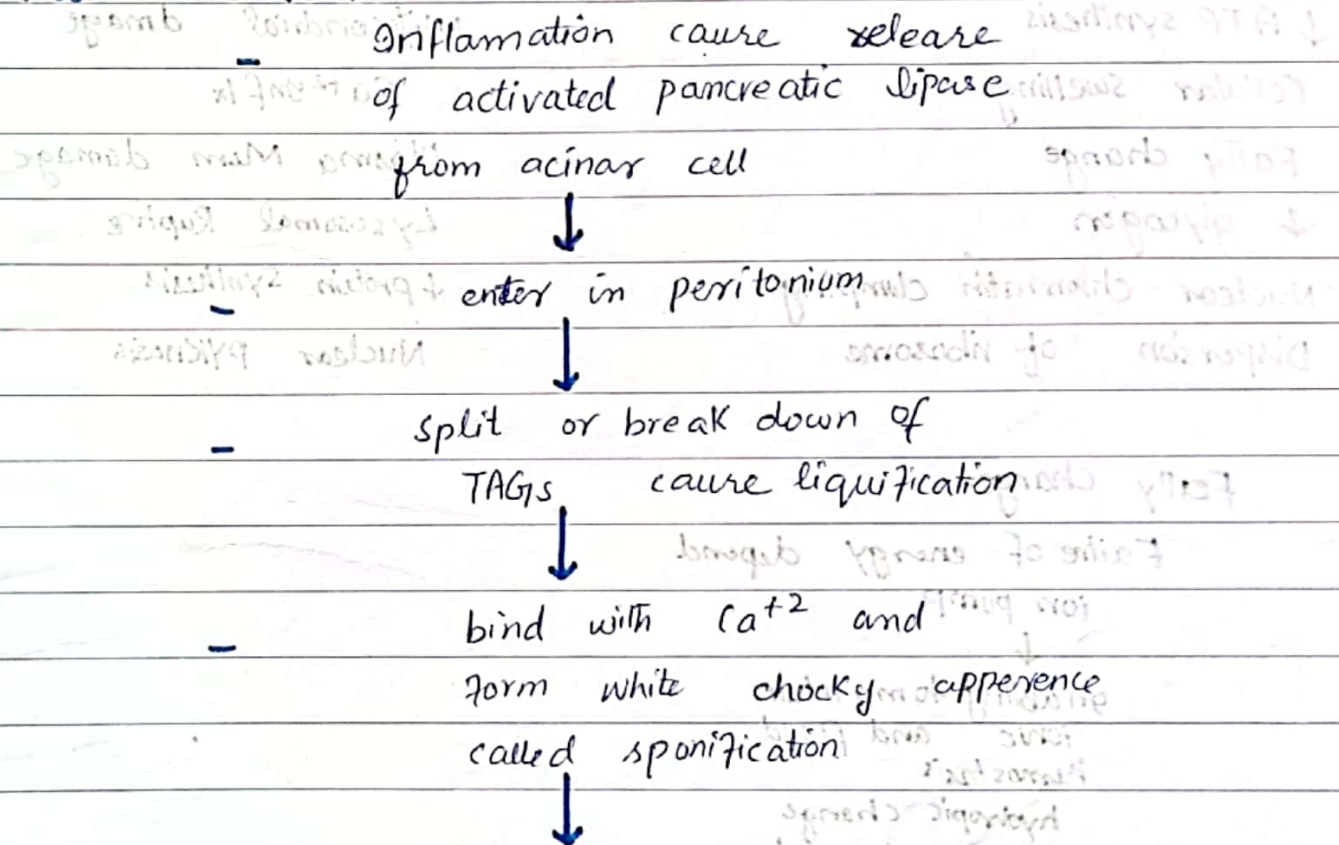 Inflamation cause releare
of activated pancreatic lipase
from acinar cell
↓
enter in peritonium
↓
split or break down of
TAGs caure liquification
↓
bind with Ca+2 and
form white chocky apperence
called sponification
↓